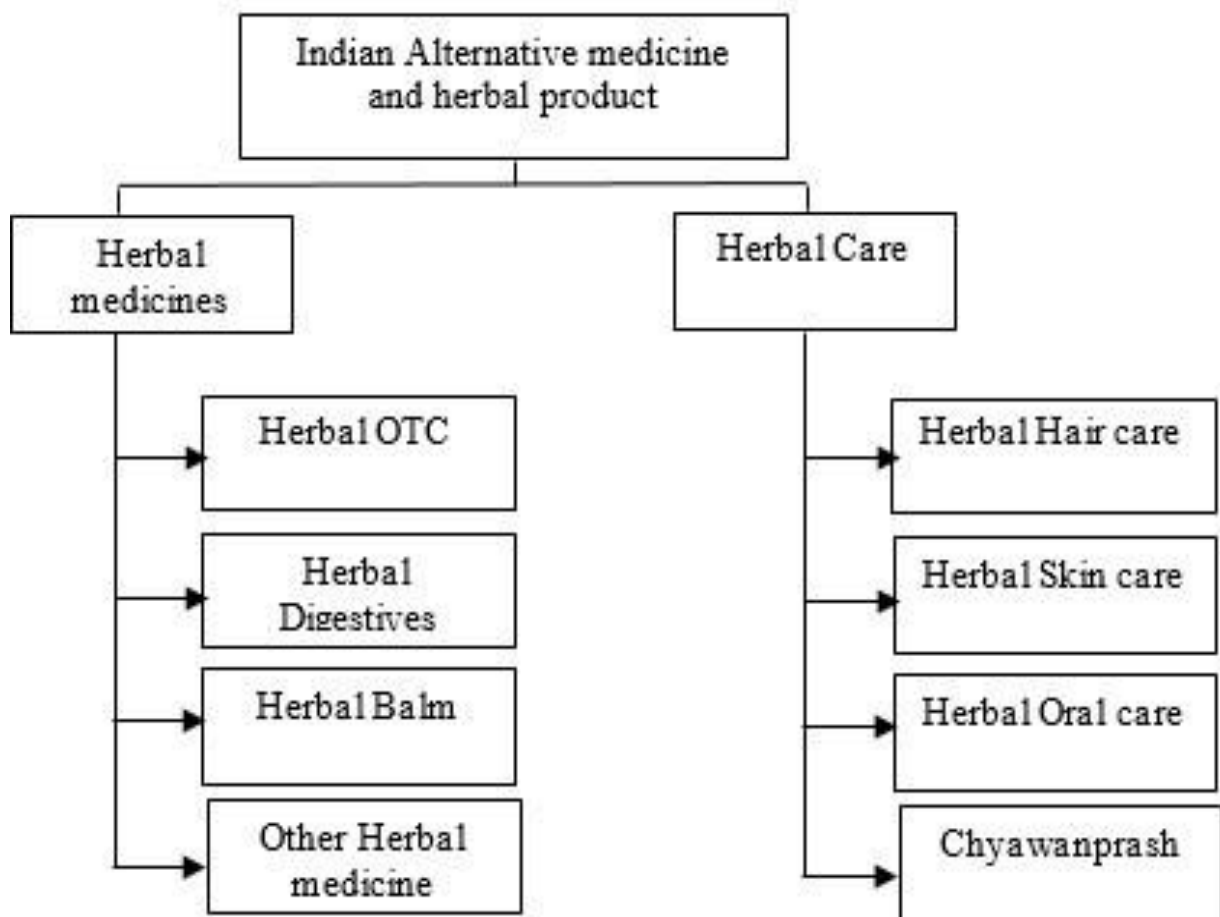 Indian Alternative medicine
and herbal product
Herbal
medicines
Herbal OTC
Herbal
Digestives
Herbal Balm
Other Herbal
medicine
Herbal Care
Herbal Hair care
Herbal Skin care
Herbal Oral care
Chyawanprash